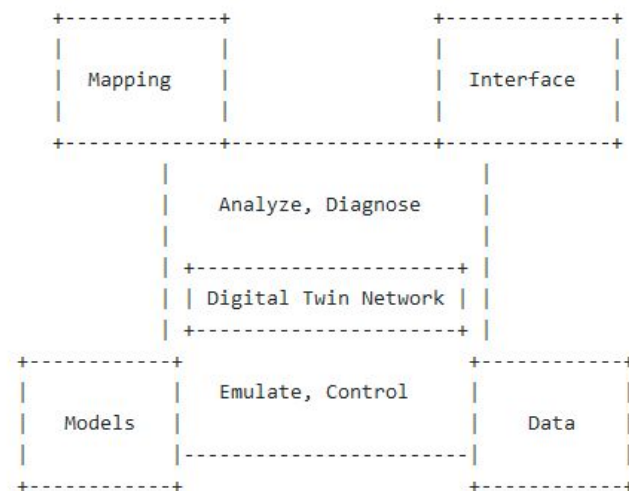 Mapping Interface
Analyze, Diagnose
Digital Twin Network
Emulate, Control
Models Data